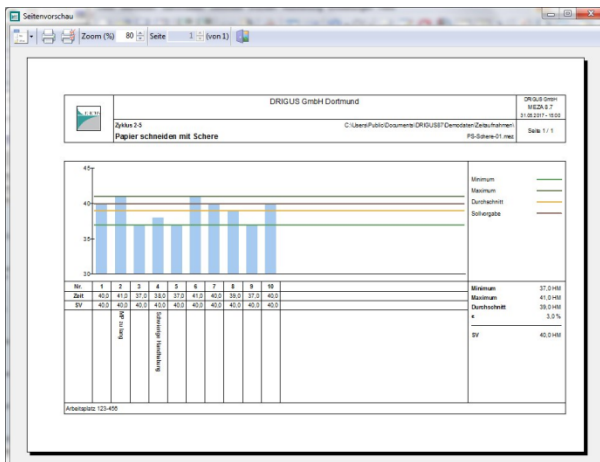 Seitenvorschau
Zoom (%) 80 Seite 1 (von 1)
DRIGUS GmbH Dortmund
DRIGUS GmbH
MEZA 8.7
31.08.2017 - 15:00
Zyklus 2-5
C:\Users\Public\Documents\DRIGUS87\Demodaten\Zeitaufnahmen\
Papier schneiden mit Schere
PS-Schere-01.mez
Seite 1 / 1
45
40
35
30
Minimum
Maximum
Durchschnitt
Sollvorgabe
Nr. 1 2 3 4 5 6 7 8 9 10
Zeit 40,0 41,0 37,0 38,0 37,0 41,0 40,0 39,0 37,0 40,0
SV 40,0 40,0 40,0 40,0 40,0 40,0 40,0 40,0 40,0 40,0
MP zu lang
Schwierige Handhabung
Minimum 37,0 HM
Maximum 41,0 HM
Durchschnitt 39,0 HM
3,0 %
SV 40,0 HM
Arbeitsplatz 123-456